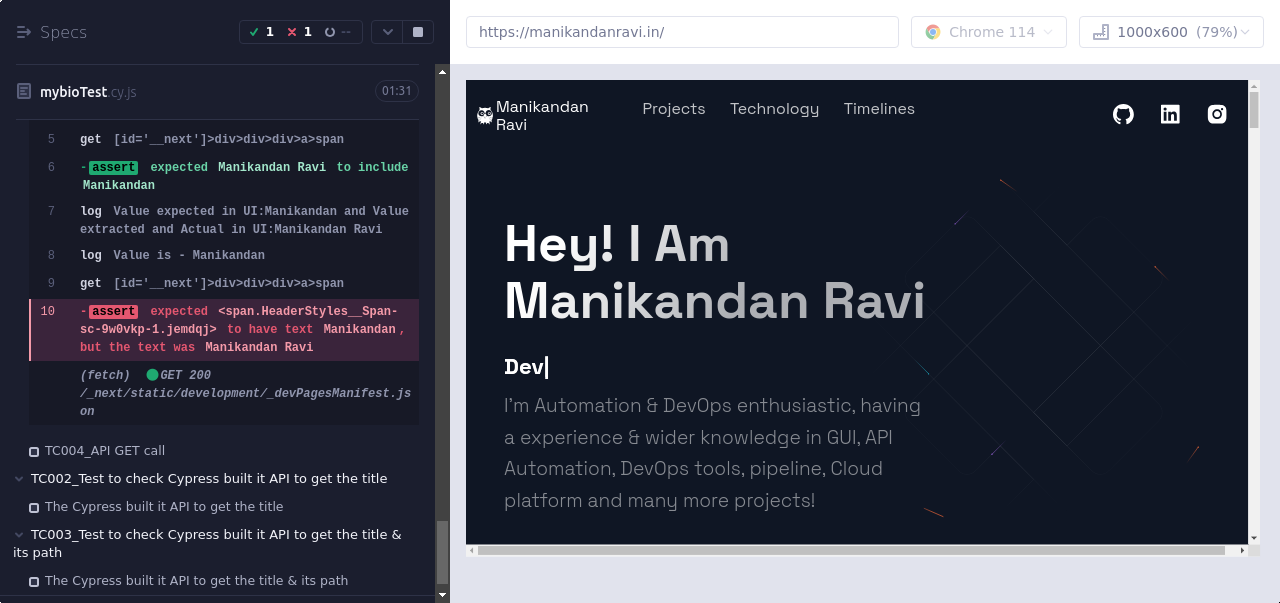 Specs
1
1
--
mybioTest.cy.js
01:31
5 get [id='__next']>div>div>div>a>span
6 -assert expected Manikandan Ravi to include
Manikandan
7 log Value expected in UI:Manikandan and Value
extracted and Actual in UI:Manikandan Ravi
8 log Value is - Manikandan
9 get [id='__next']>div>div>div>a>span
10 -assert expected <span.HeaderStyles__Span-
sc-9w0vkp-1.jemdqj> to have text Manikandan,
but the text was Manikandan Ravi
(fetch) GET 200
/_next/static/development/_devPagesManifest.js
on
TC004_API GET call
TC002_Test to check Cypress built it API to get the title
The Cypress built it API to get the title
TC003_Test to check Cypress built it API to get the title &
its path
The Cypress built it API to get the title & its path
https://manikandanravi.in/
Chrome 114
1000x600 (79%)
Manikandan
Ravi
Projects
Technology
Timelines
Hey! I Am
Manikandan Ravi
Dev|
I'm Automation & DevOps enthusiastic, having
a experience & wider knowledge in GUI, API
Automation, DevOps tools, pipeline, Cloud
platform and many more projects!